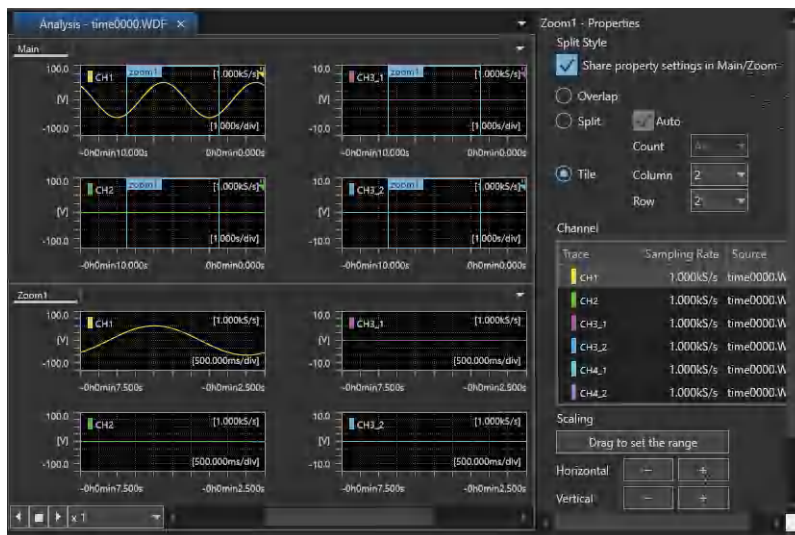 Analysis - time0000.WDF ×
Main
100.0 CH1 zoom1 [1.000kS/s]
[V]
-100.0 [1.000s/div]
-0h0min10.000s 0h0min0.000s
10.0 CH3_1 zoom1 [1.000kS/s]
[V]
-10.0 [1.000s/div]
-0h0min10.000s 0h0min0.000s
100.0 CH2 zoom1 [1.000kS/s]
[V]
-100.0 [1.000s/div]
-0h0min10.000s 0h0min0.000s
10.0 CH3_2 zoom1 [1.000kS/s]
[V]
-10.0 [1.000s/div]
-0h0min10.000s 0h0min0.000s
Zoom1
100.0 CH1 [1.000kS/s]
[V]
-100.0 [500.000ms/div]
-0h0min7.500s -0h0min2.500s
10.0 CH3_1 [1.000kS/s]
[V]
-10.0 [500.000ms/div]
-0h0min7.500s -0h0min2.500s
100.0 CH2 [1.000kS/s]
[V]
-100.0 [500.000ms/div]
-0h0min7.500s -0h0min2.500s
10.0 CH3_2 [1.000kS/s]
[V]
-10.0 [500.000ms/div]
-0h0min7.500s -0h0min2.500s
x 1
Zoom1 - Properties
Split Style
Share property settings in Main/Zoom
Overlap
Split Auto
Count
Tile Column 2
Row 2
Channel
Trace Sampling Rate Source
CH1 1.000kS/s time0000.W
CH2 1.000kS/s time0000.W
CH3_1 1.000kS/s time0000.W
CH3_2 1.000kS/s time0000.W
CH4_1 1.000kS/s time0000.W
CH4_2 1.000kS/s time0000.W
Scaling
Drag to set the range
Horizontal − +
Vertical − +